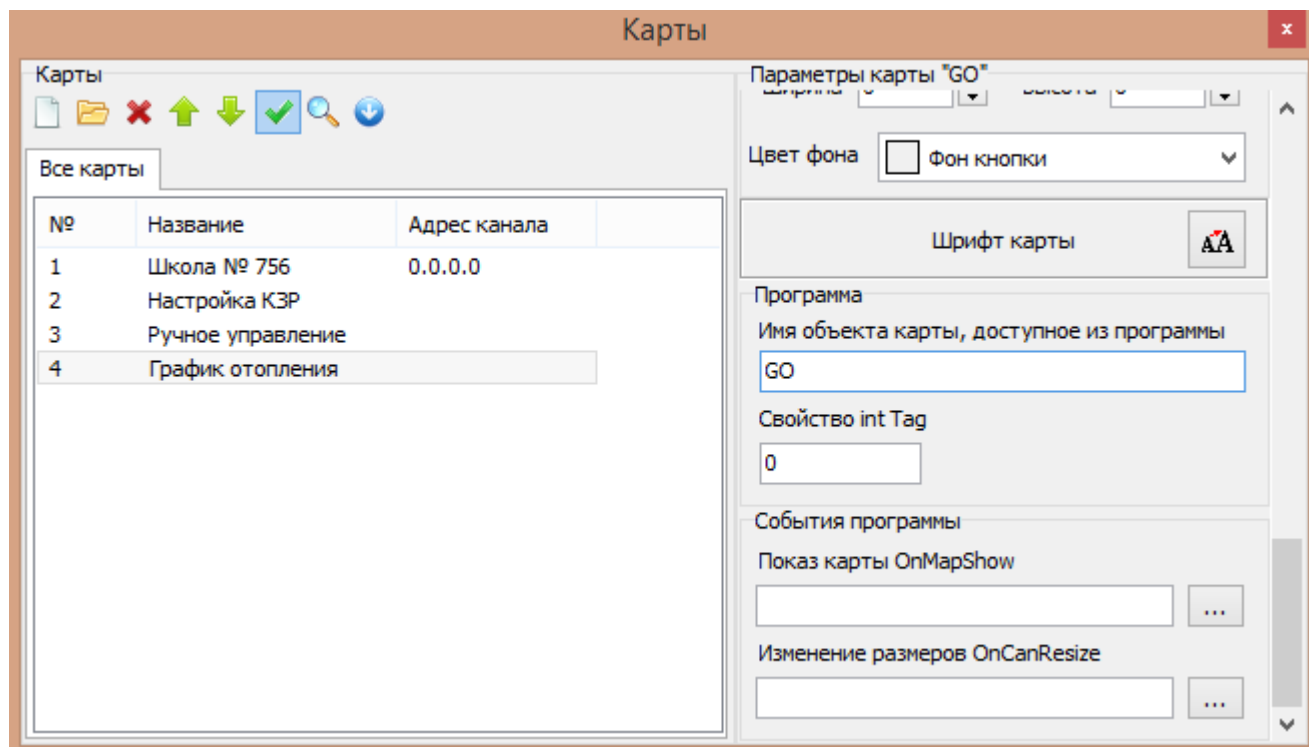 Карты
Карты
Все карты
№ Название Адрес канала
1 Школа № 756 0.0.0.0
2 Настройка КЗР
3 Ручное управление
4 График отопления
Параметры карты "GO"
Цвет фона Фон кнопки
Шрифт карты
Программа
Имя объекта карты, доступное из программы
GO
Свойство int Tag
0
События программы
Показ карты OnMapShow
...
Изменение размеров OnCanResize
...